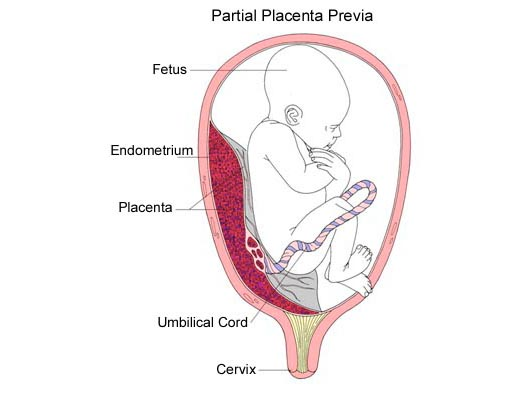 Partial Placenta Previa
Fetus
Endometrium
Placenta
Umbilical Cord
Cervix